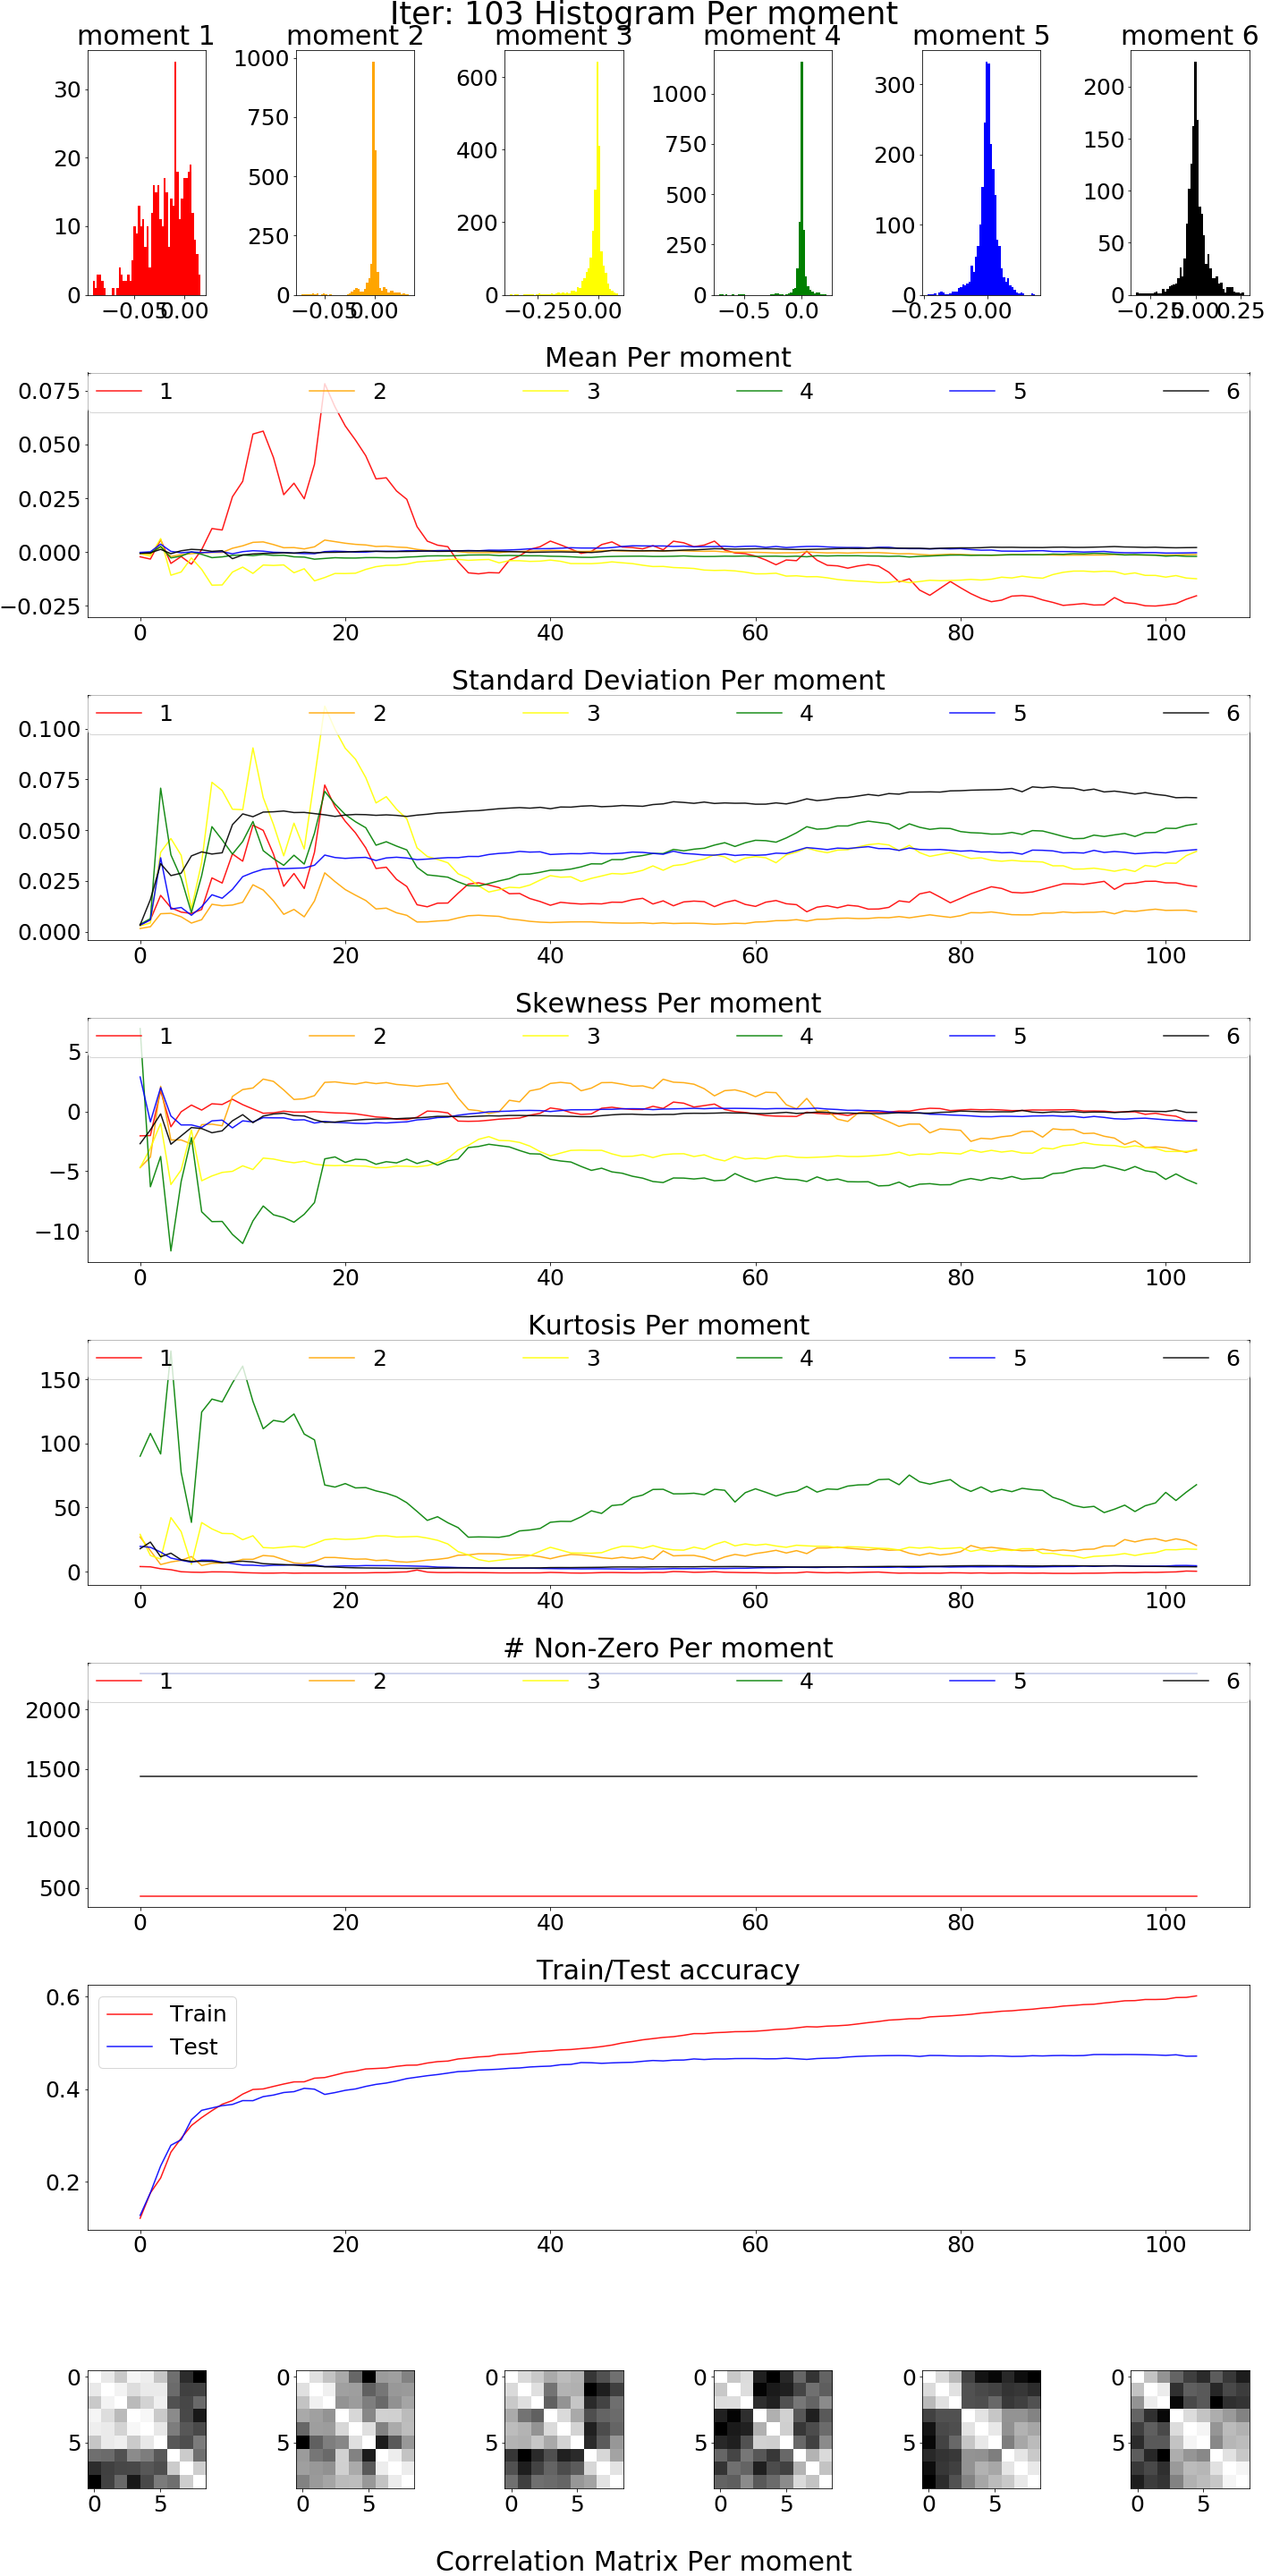 Iter: 103 Histogram Per moment
moment 1 moment 2 moment 3 moment 4 moment 5 moment 6
30 20 10 0
−0.05 0.00
1000 750 500 250 0
−0.05 0.00
600 400 200 0
−0.25 0.00
1000 750 500 250 0
−0.5 0.0
300 200 100 0
−0.25 0.00
200 150 100 50 0
−0.25 0.00 0.25
Mean Per moment
1 2 3 4 5 6
0.075
0.050
0.025
0.000
−0.025
0 20 40 60 80 100
Standard Deviation Per moment
1 2 3 4 5 6
0.100
0.075
0.050
0.025
0.000
0 20 40 60 80 100
Skewness Per moment
1 2 3 4 5 6
5
0
−5
−10
0 20 40 60 80 100
Kurtosis Per moment
1 2 3 4 5 6
150
100
50
0
0 20 40 60 80 100
# Non-Zero Per moment
1 2 3 4 5 6
2000
1500
1000
500
0 20 40 60 80 100
Train/Test accuracy
Train
Test
0.6
0.4
0.2
0 20 40 60 80 100
0 0 0 0 0 0
5 5 5 5 5 5
0 5 0 5 0 5 0 5 0 5 0 5
Correlation Matrix Per moment